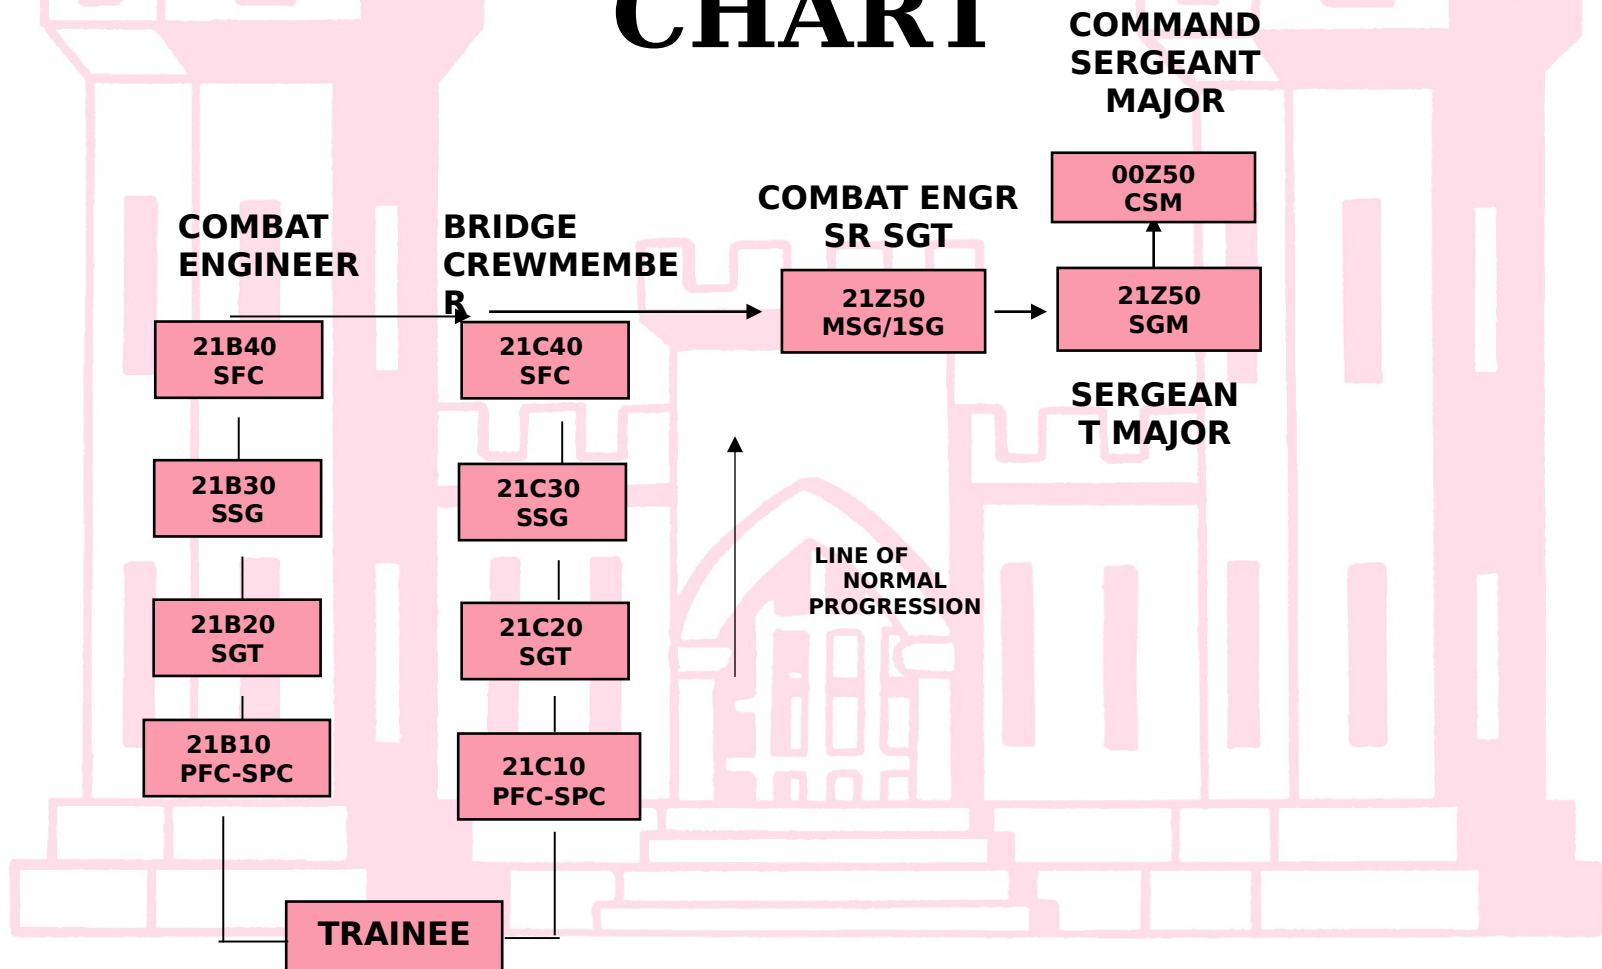 CHART
COMMAND
SERGEANT
MAJOR
00Z50
CSM
COMBAT ENGR
SR SGT
COMBAT
ENGINEER
BRIDGE
CREWMEMBE
R
21Z50
MSG/1SG
21Z50
SGM
21B40
SFC
21C40
SFC
SERGEAN
T MAJOR
21B30
SSG
21C30
SSG
LINE OF
NORMAL
PROGRESSION
21B20
SGT
21C20
SGT
21B10
PFC-SPC
21C10
PFC-SPC
TRAINEE